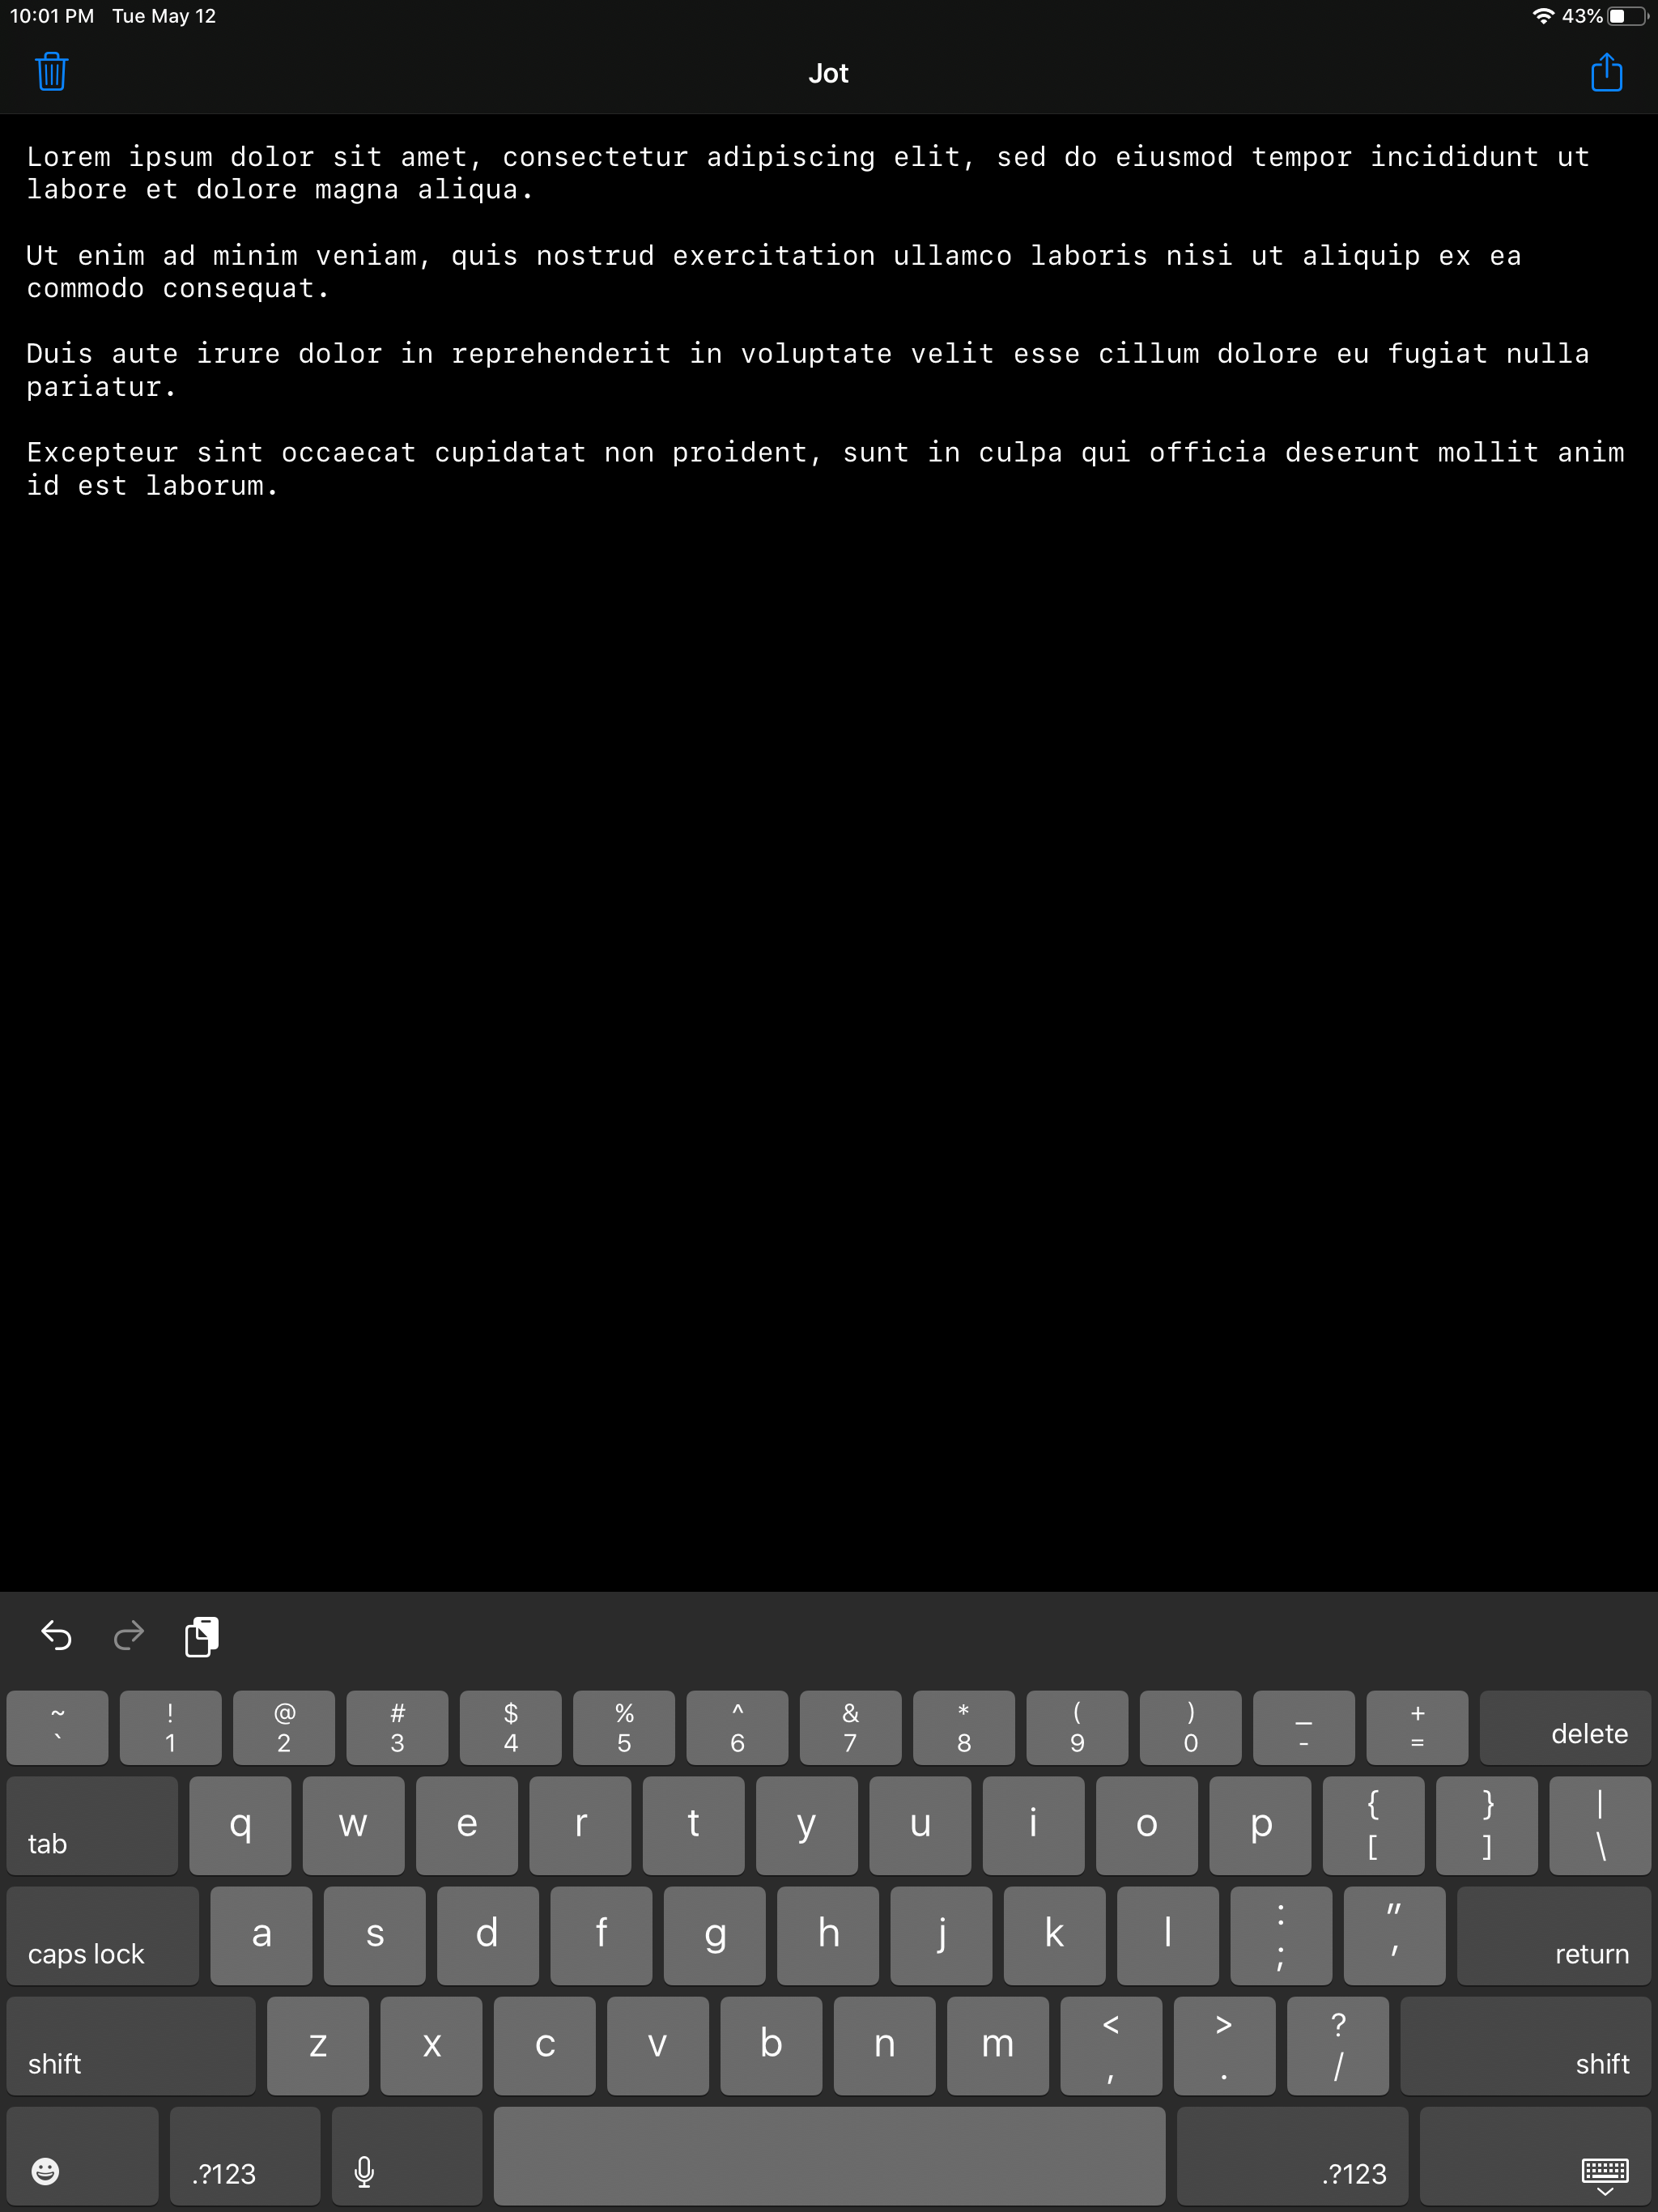 10:01 PM Tue May 12 43%
Jot
Lorem ipsum dolor sit amet, consectetur adipiscing elit, sed do eiusmod tempor incididunt ut
labore et dolore magna aliqua.
Ut enim ad minim veniam, quis nostrud exercitation ullamco laboris nisi ut aliquip ex ea
commodo consequat.
Duis aute irure dolor in reprehenderit in voluptate velit esse cillum dolore eu fugiat nulla
pariatur.
Excepteur sint occaecat cupidatat non proident, sunt in culpa qui officia deserunt mollit anim
id est laborum.
~ ! @ # $ % ^ & * ( ) _ +
` 1 2 3 4 5 6 7 8 9 0 - = delete
tab q w e r t y u i o p { [ } ] | \
caps lock a s d f g h j k l : ; " ' return
shift z x c v b n m < , > . ? / shift
.?123 .?123